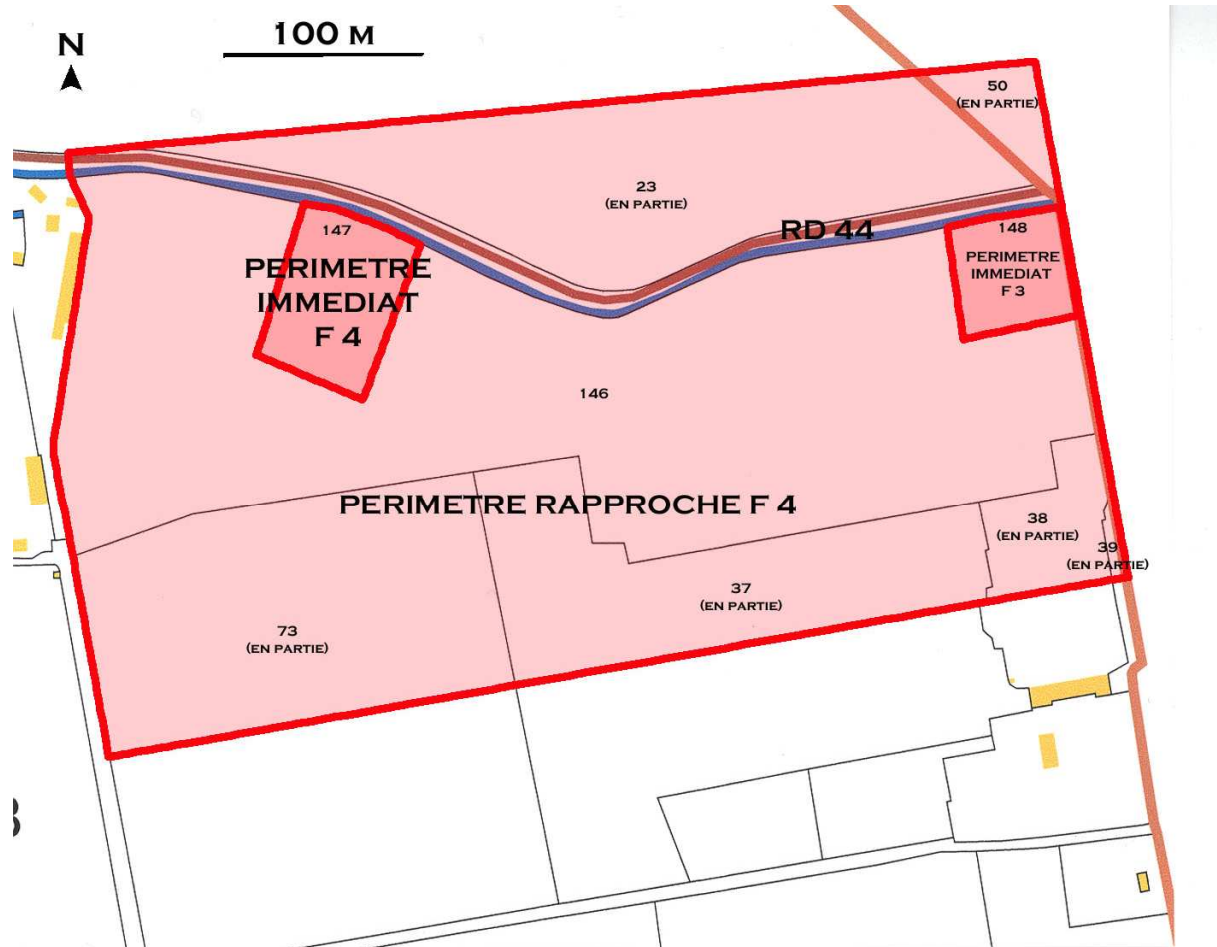 N
100 M
50
(EN PARTIE)
23
(EN PARTIE)
147
RD 44
148
PERIMETRE
IMMEDIAT
F 4
PERIMETRE
IMMEDIAT
F 3
146
PERIMETRE RAPPROCHE F 4
38
(EN PARTIE)
39
(EN PARTIE)
37
(EN PARTIE)
73
(EN PARTIE)